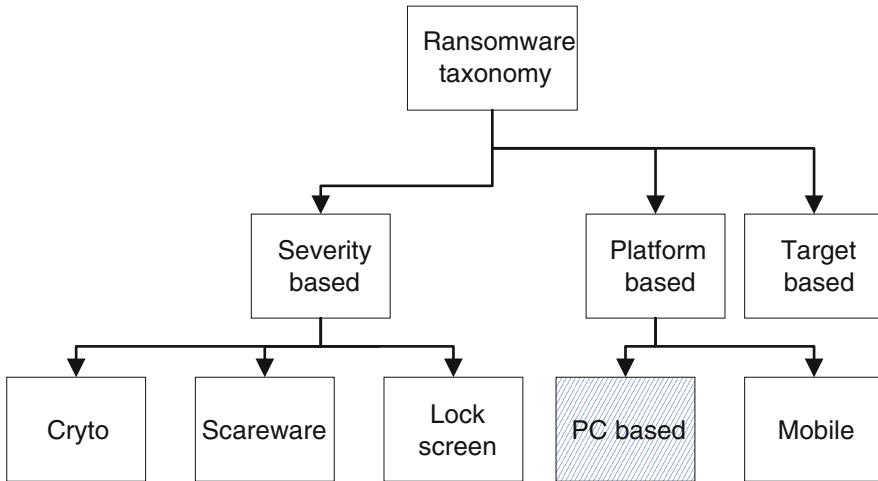 Ransomware
taxonomy
Severity
based
Platform
based
Target
based
Cryto
Scareware
Lock
screen
PC based
Mobile